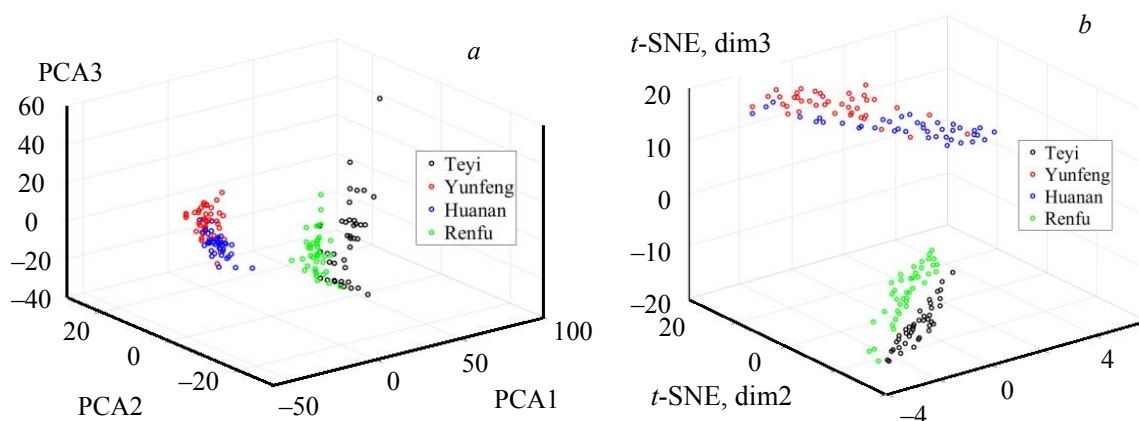 a
PCA3
60
40
20
0
–20
–40
20
0
–20
PCA2
–50
0
50
100
PCA1
Teyi
Yunfeng
Huanan
Renfu
b
t-SNE, dim3
20
10
0
–10
–20
20
0
t-SNE, dim2
–4
0
4
Teyi
Yunfeng
Huanan
Renfu